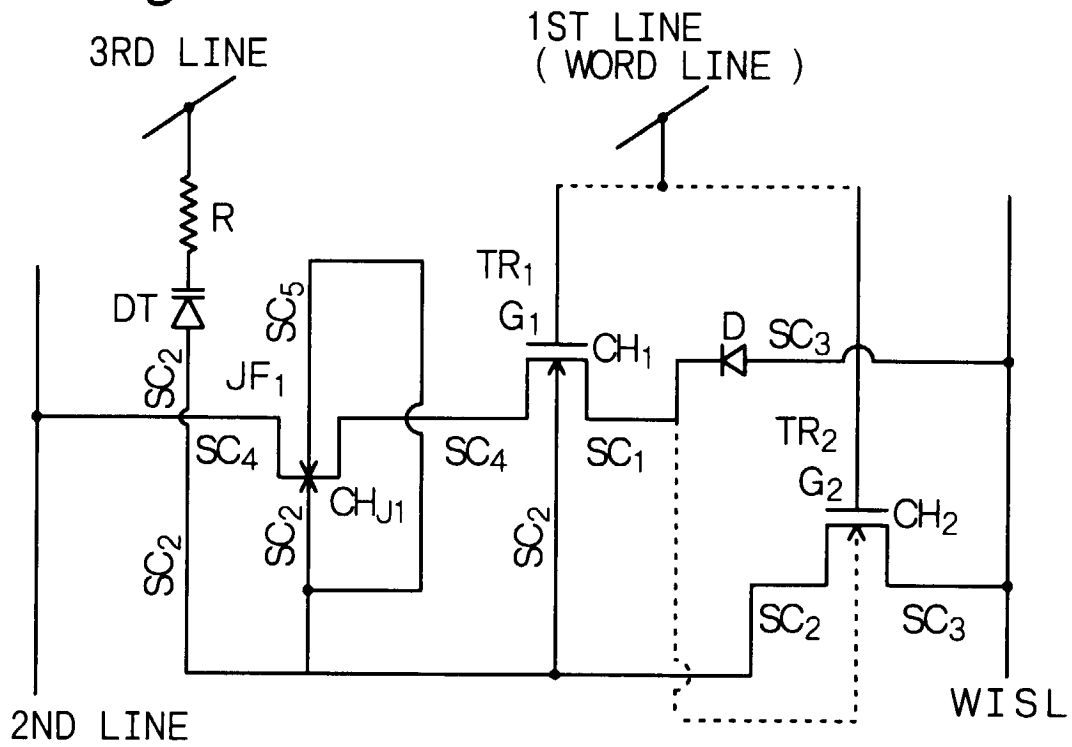 3RD LINE
1ST LINE
( WORD LINE )
R
DT
SC2
SC5
JF1
TR1
G1
CH1
D
SC3
SC4
SC4
SC1
TR2
G2
CH2
CHJ1
SC2
SC2
SC2
SC2
SC3
2ND LINE
WISL